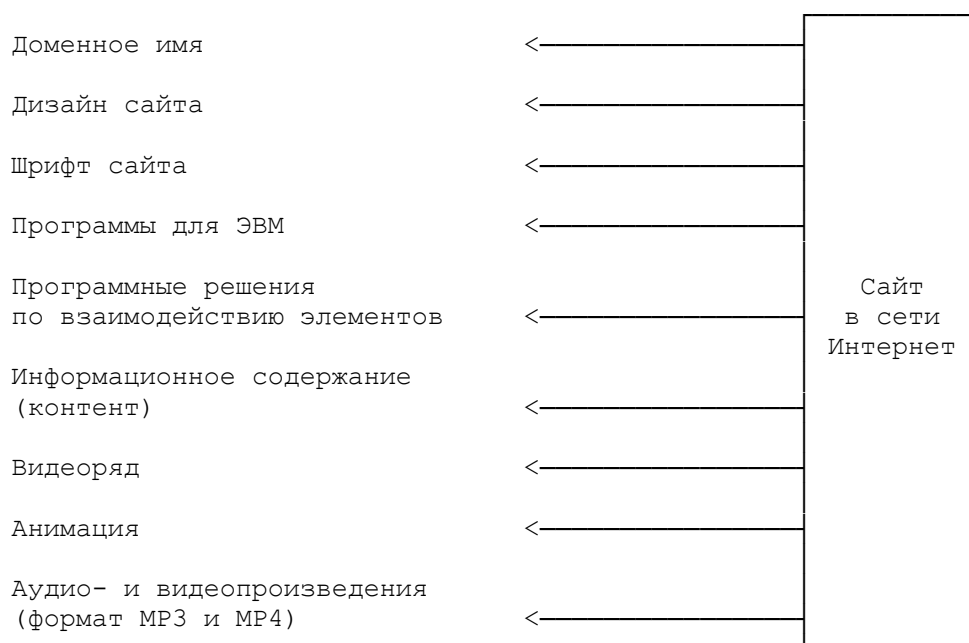 Доменное имя
Дизайн сайта
Шрифт сайта
Программы для ЭВМ
Программные решения
по взаимодействию элементов
Информационное содержание
(контент)
Видеоряд
Анимация
Аудио- и видеопроизведения
(формат MP3 и MP4)
Сайт
в сети
Интернет